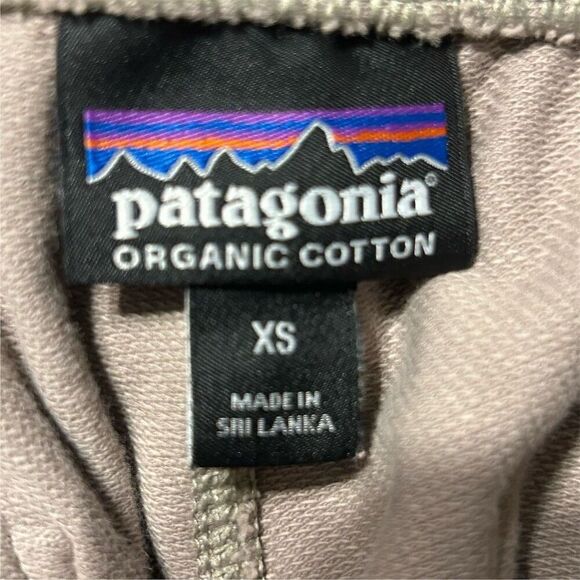 patagonia®
ORGANIC COTTON
XS
MADE IN
SRI LANKA